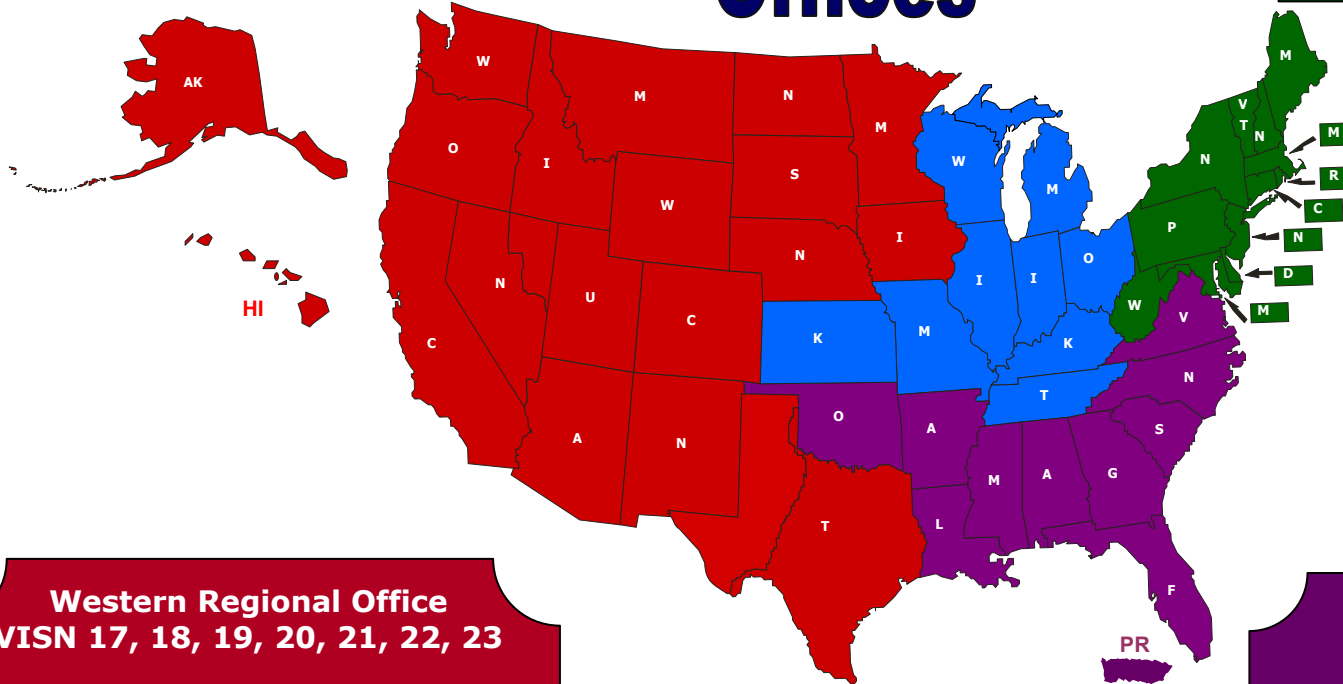 Offices
AK
HI
W
M
N
M
O
I
S
W
W
M
N
I
C
N
U
C
K
M
I
I
O
K
T
A
N
T
O
A
L
M
A
G
S
N
V
F
PR
W
P
N
V
T
N
M
M
R
C
N
D
M
Western Regional Office
VISN 17, 18, 19, 20, 21, 22, 23